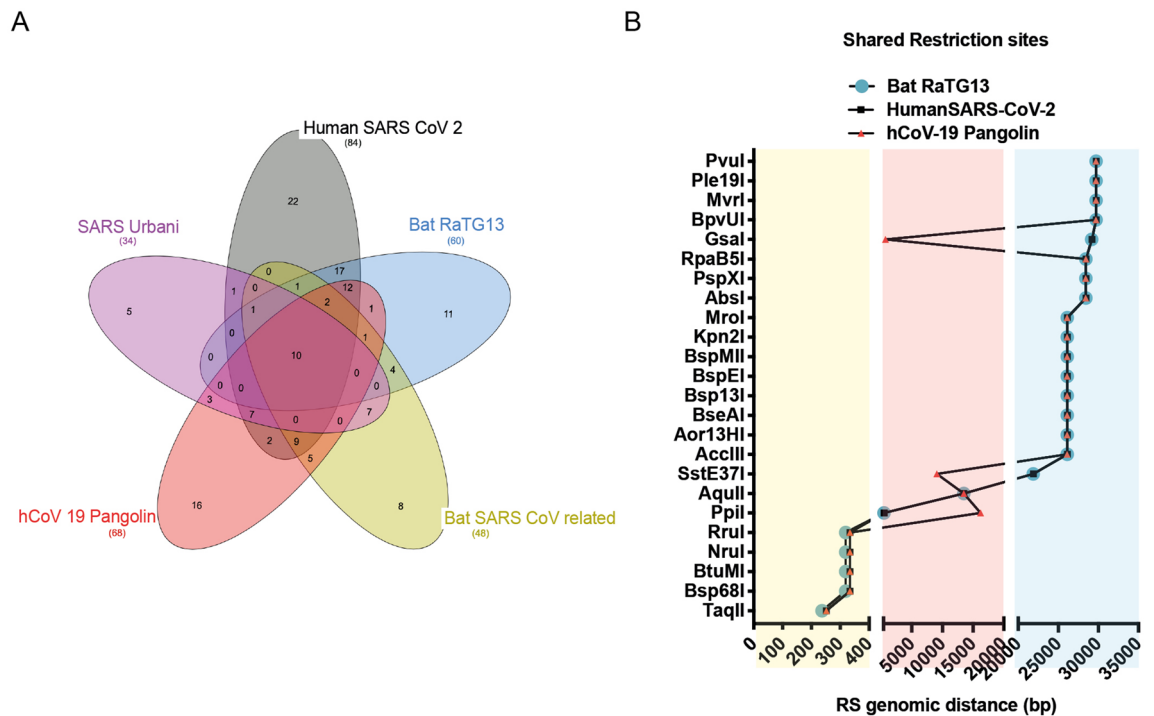 A
Human SARS CoV 2
(84)
SARS Urbani
(34)
Bat RaTG13
(60)
22
0
17
1
0
1
12
2
1
5
1
11
0
1
10
0
4
0
0
0
0
3
7
0
0
7
2
9
5
16
8
hCoV 19 Pangolin
(68)
Bat SARS CoV related
(48)
B
Shared Restriction sites
Bat RaTG13
HumanSARS-CoV-2
hCoV-19 Pangolin
PvuI
Ple19I
MvrI
BpvUI
GsaI
RpaB5I
PspXI
AbsI
MroI
Kpn2I
BspMII
BspEI
Bsp13I
BseAI
Aor13HI
AccIII
SstE37I
AquII
PpiI
RruI
NruI
BtuMI
Bsp68I
TaqII
0 100 200 300 400 5000 10000 15000 20000 20000 25000 30000 35000
RS genomic distance (bp)